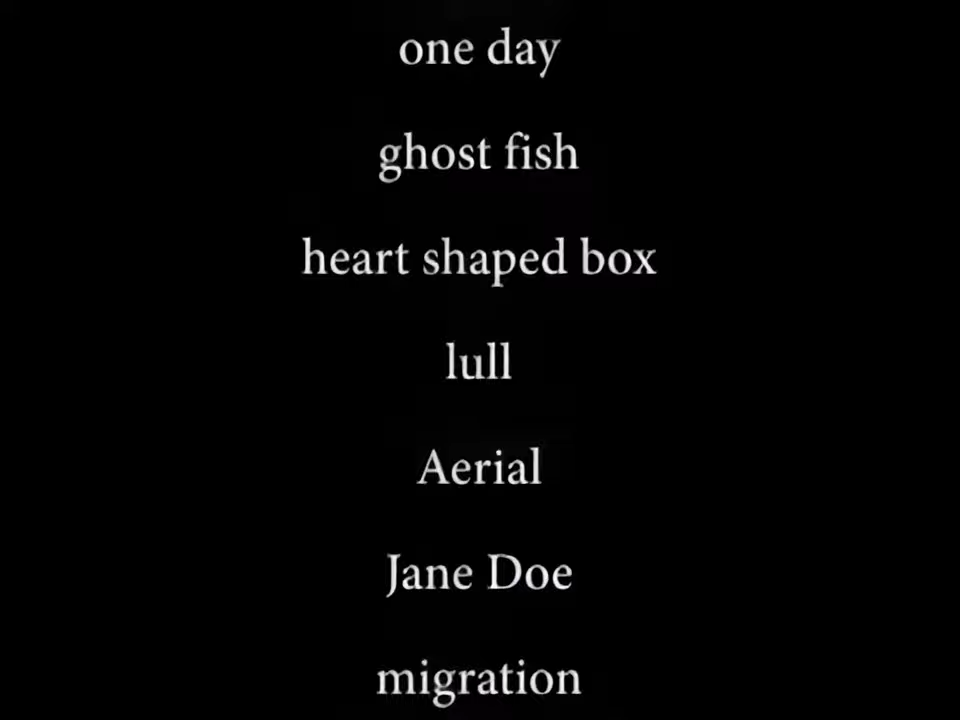 one day
ghost fish
heart shaped box
lull
Aerial
Jane Doe
migration